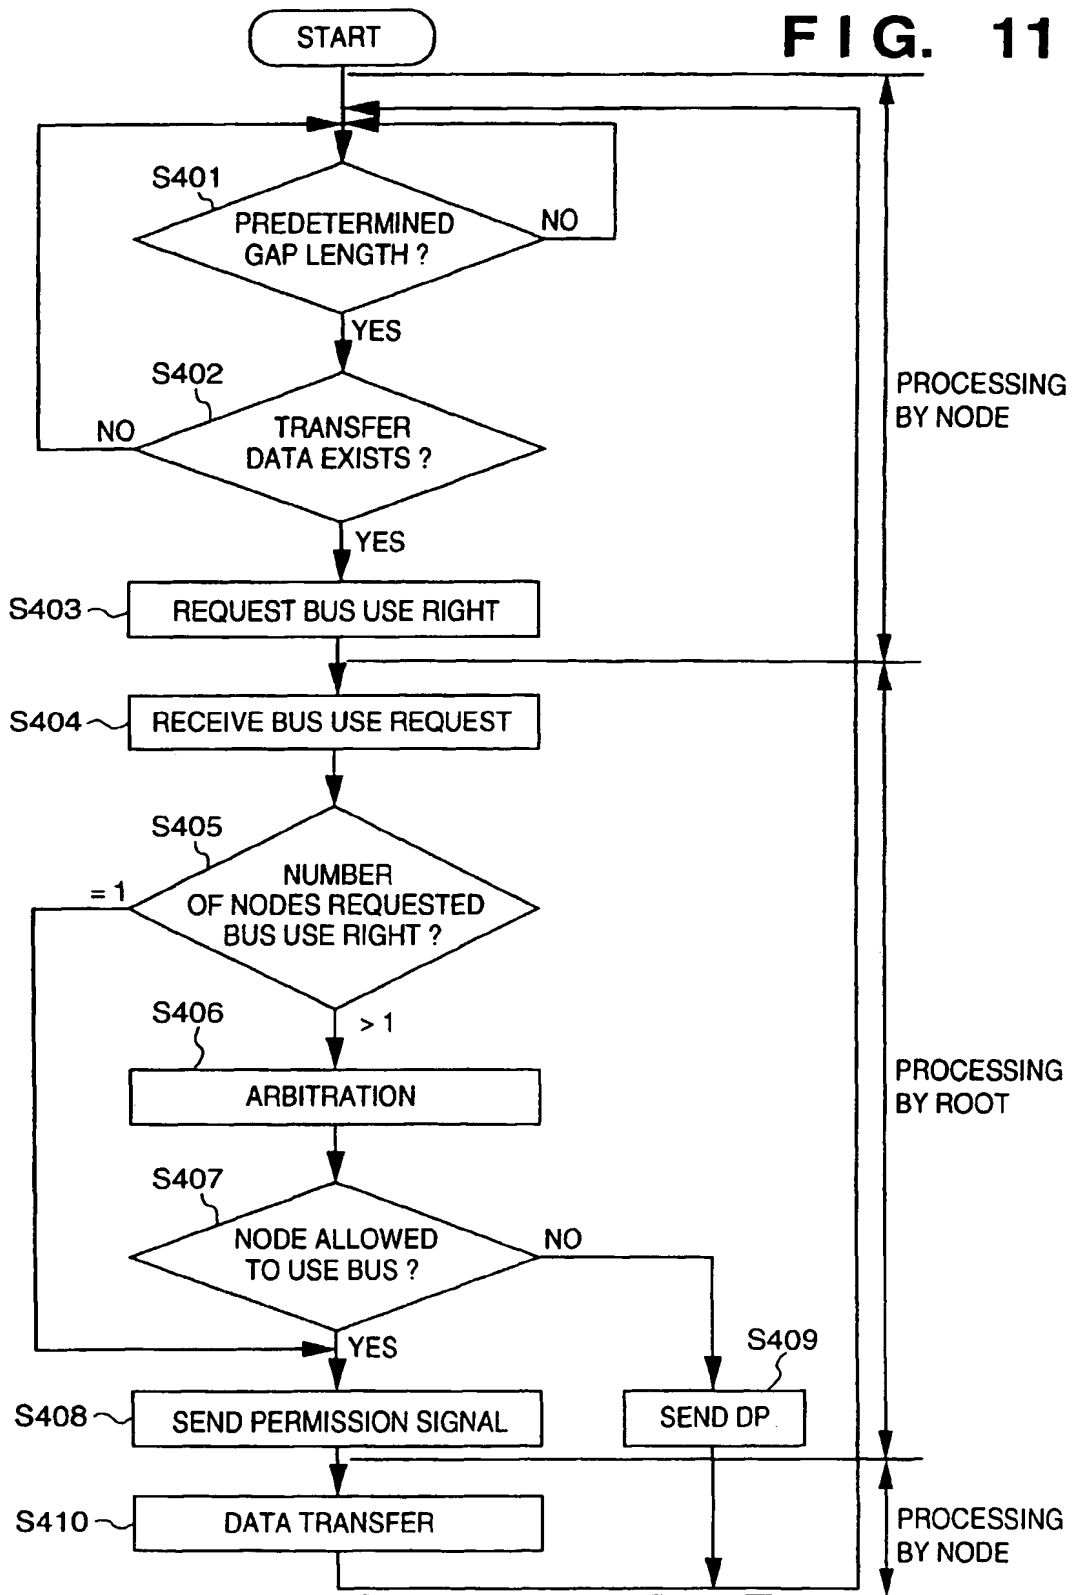 FIG. 11
START
S401
PREDETERMINED
GAP LENGTH ?
NO
YES
S402
TRANSFER
DATA EXISTS ?
NO
YES
PROCESSING
BY NODE
S403
REQUEST BUS USE RIGHT
S404
RECEIVE BUS USE REQUEST
S405
NUMBER
OF NODES REQUESTED
BUS USE RIGHT ?
= 1
> 1
S406
ARBITRATION
PROCESSING
BY ROOT
S407
NODE ALLOWED
TO USE BUS ?
NO
YES
S408
SEND PERMISSION SIGNAL
S409
SEND DP
S410
DATA TRANSFER
PROCESSING
BY NODE